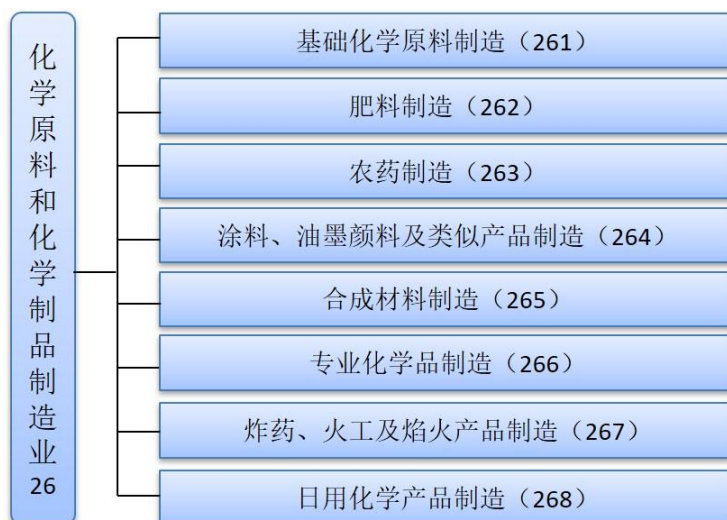 化学原料和化学制品制造业26
基础化学原料制造（261）
肥料制造（262）
农药制造（263）
涂料、油墨颜料及类似产品制造（264）
合成材料制造（265）
专业化学品制造（266）
炸药、火工及焰火产品制造（267）
日用化学产品制造（268）